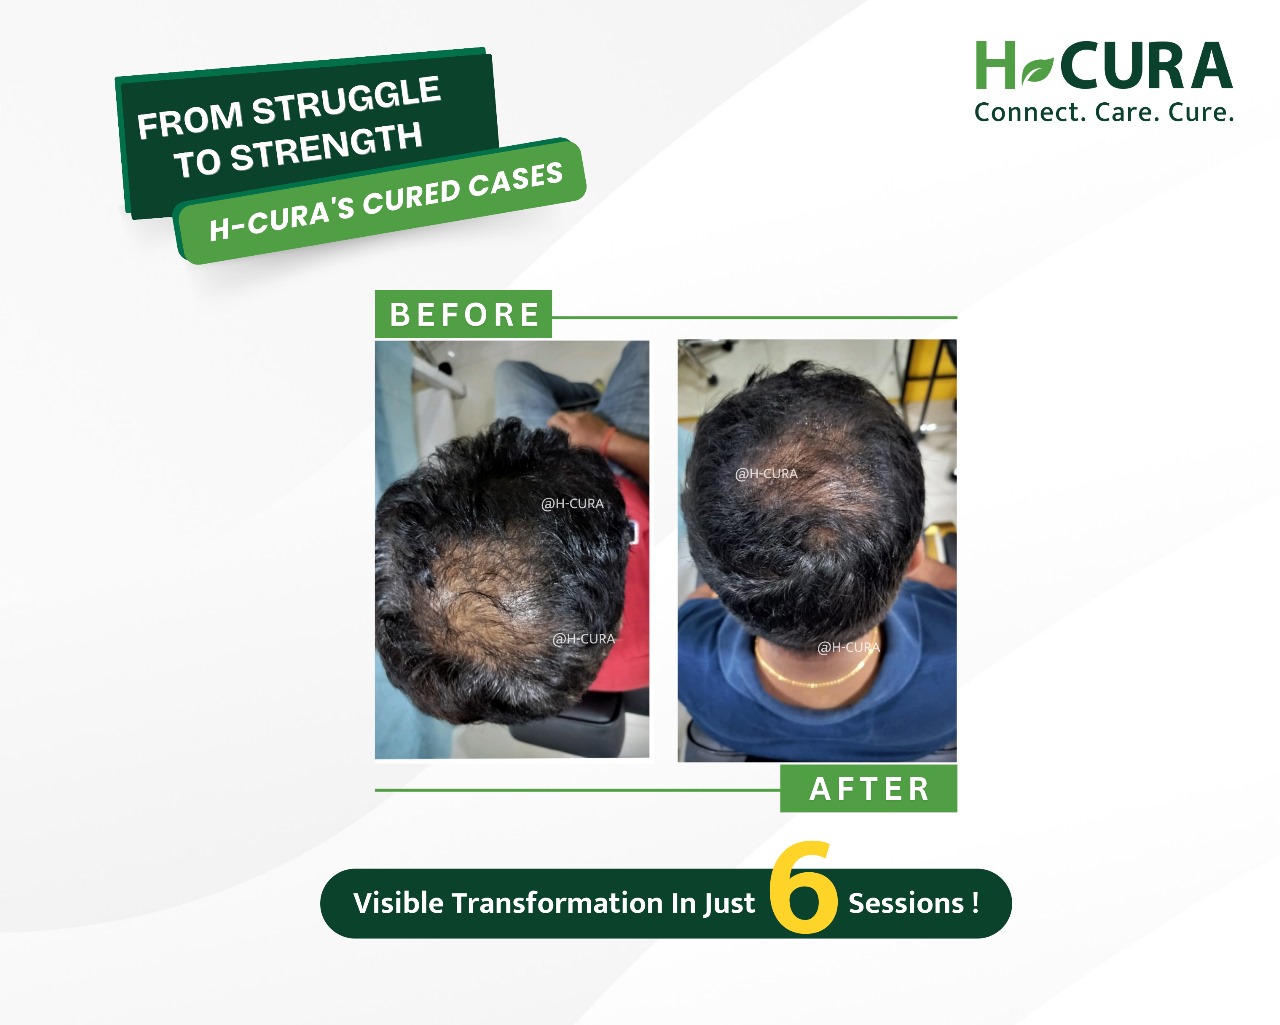 FROM STRUGGLE
TO STRENGTH
H-CURA'S CURED CASES
H CURA
Connect. Care. Cure.
BEFORE
@H-CURA
@H-CURA
@H-CURA
@H-CURA
AFTER
Visible Transformation In Just 6 Sessions !